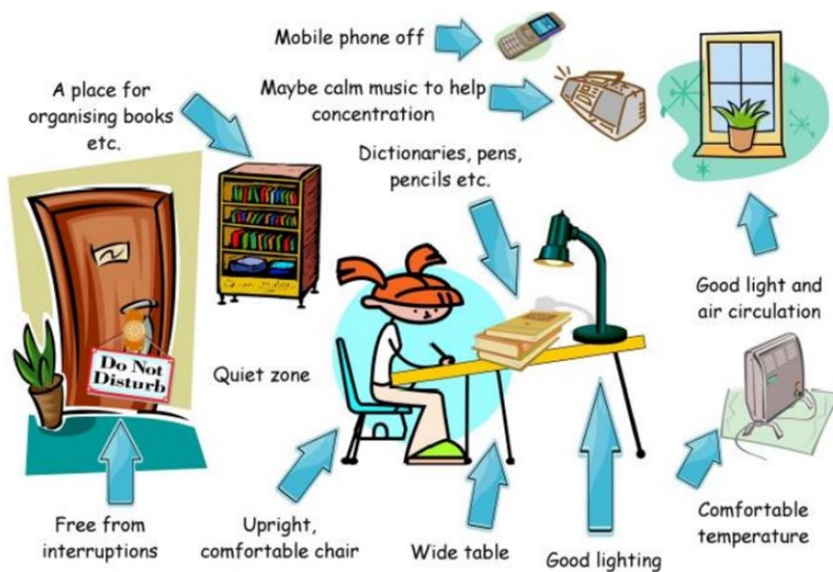 Mobile phone off
A place for
organising books
etc.
Maybe calm music to help
concentration
Dictionaries, pens,
pencils etc.
Good light and
air circulation
Do Not
Disturb
Quiet zone
Free from
interruptions
Upright,
comfortable chair
Wide table
Good lighting
Comfortable
temperature